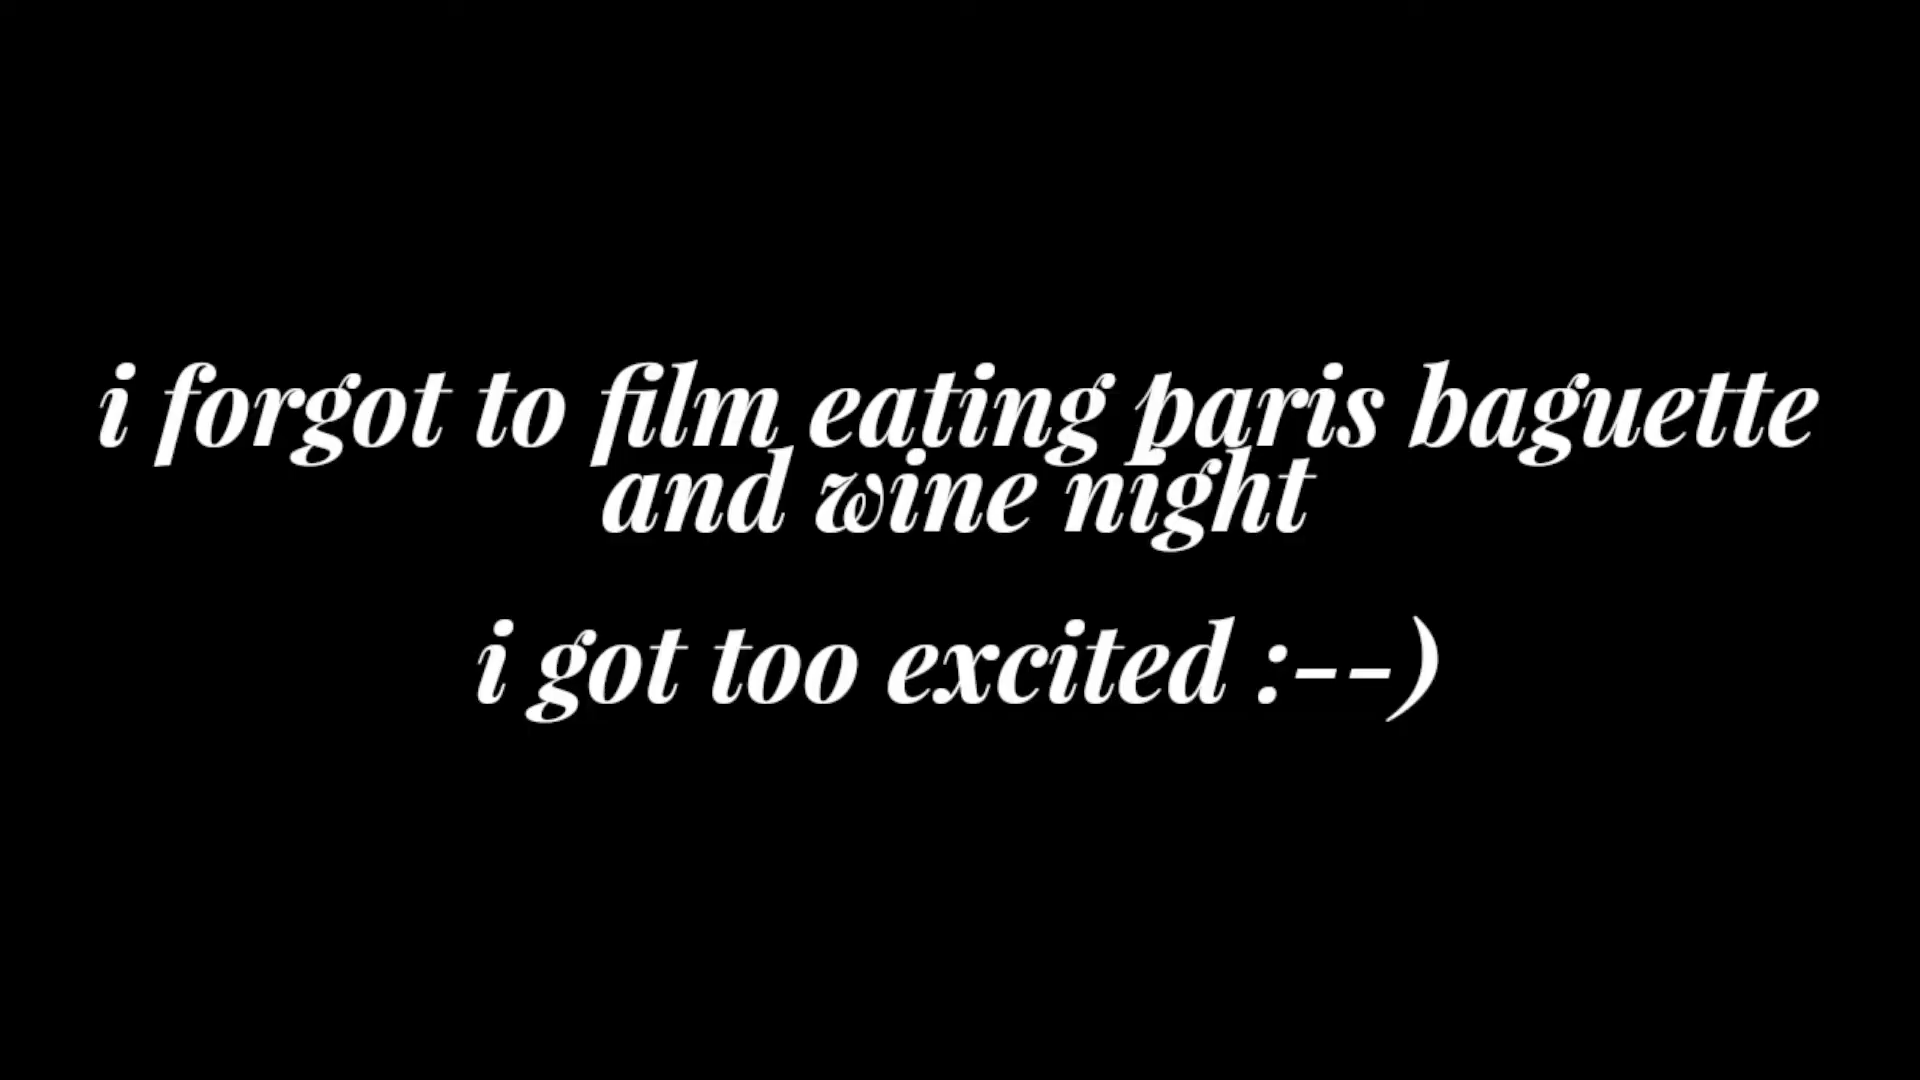 i forgot to film eating paris baguette
and wine night
i got too excited :--)